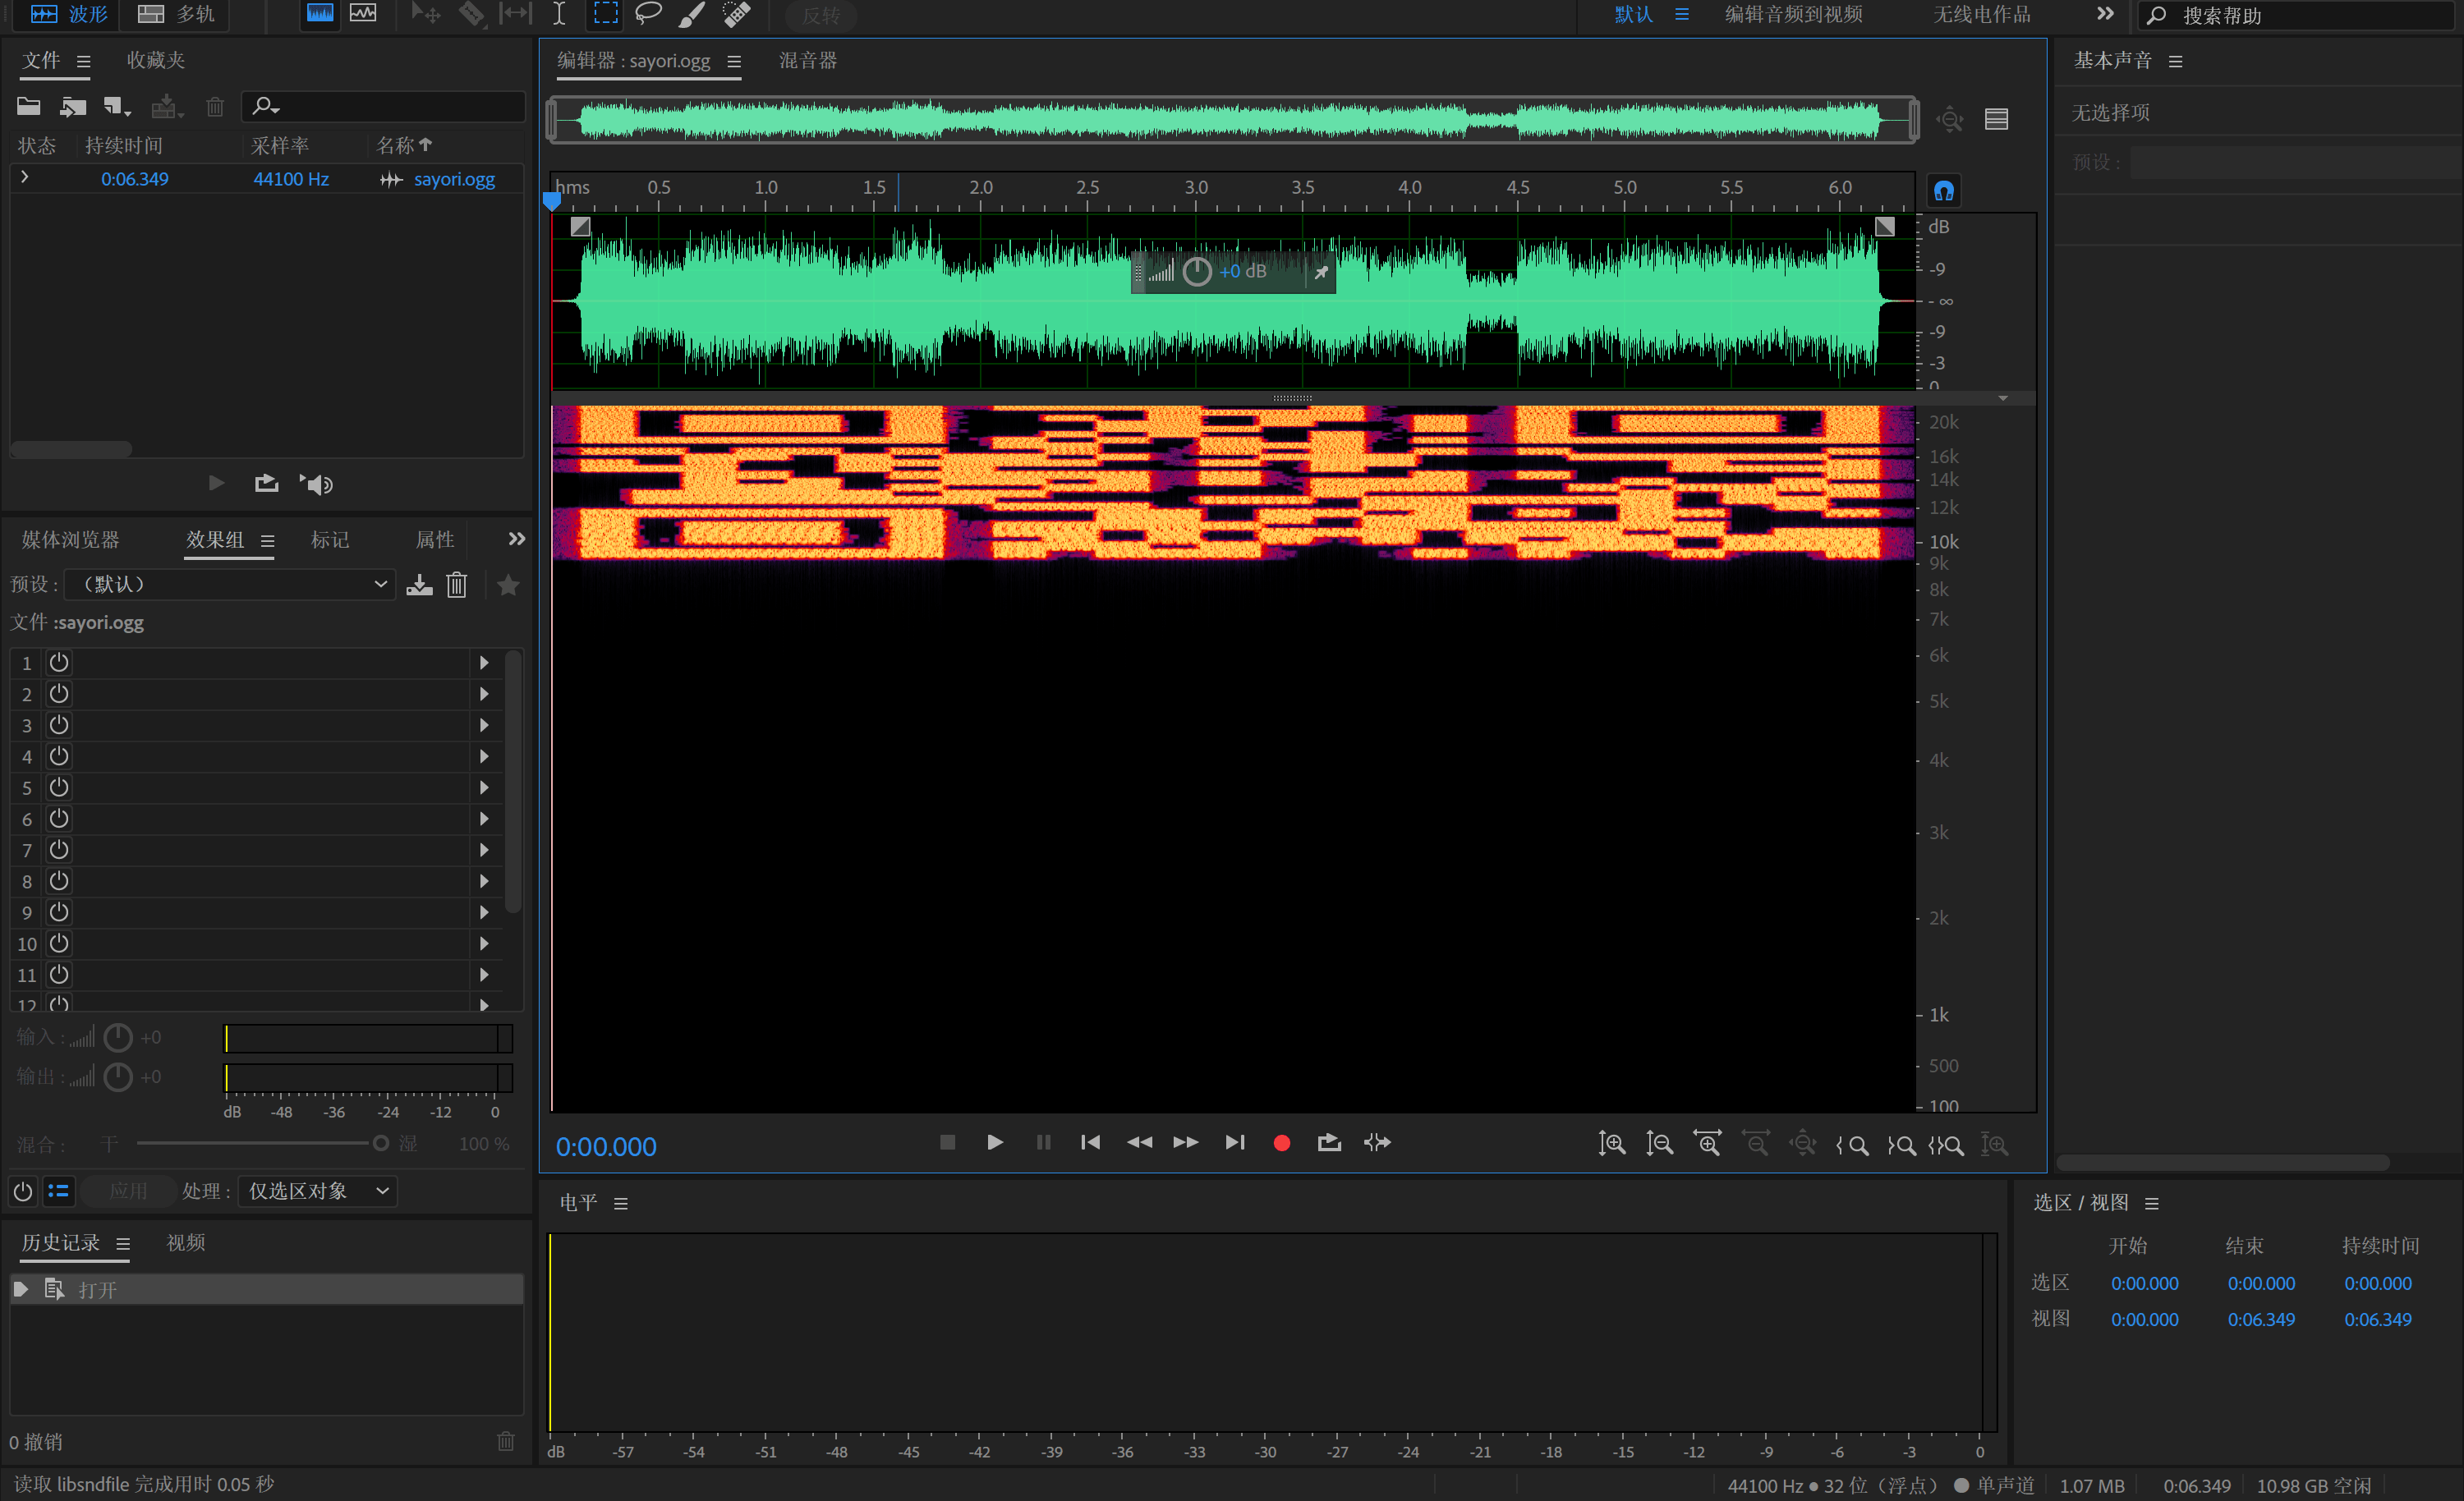 波形 多轨 反转 默认 编辑音频到视频 无线电作品 搜索帮助
文件 收藏夹
状态 持续时间 采样率 名称
0:06.349 44100 Hz sayori.ogg
媒体浏览器 效果组 标记 属性
预设 : （默认）
文件 :sayori.ogg
1
2
3
4
5
6
7
8
9
10
11
12
输入 : +0
输出 : +0
dB -48 -36 -24 -12 0
混合 : 干 湿 100 %
应用 处理 : 仅选区对象
历史记录 视频
打开
0 撤销
编辑器 : sayori.ogg 混音器
hms 0.5 1.0 1.5 2.0 2.5 3.0 3.5 4.0 4.5 5.0 5.5 6.0
+0 dB
dB
-9
- ∞
-9
-3
0
20k
16k
14k
12k
10k
9k
8k
7k
6k
5k
4k
3k
2k
1k
500
100
0:00.000
电平
dB -57 -54 -51 -48 -45 -42 -39 -36 -33 -30 -27 -24 -21 -18 -15 -12 -9 -6 -3 0
基本声音
无选择项
预设 :
选区 / 视图
开始 结束 持续时间
选区 0:00.000 0:00.000 0:00.000
视图 0:00.000 0:06.349 0:06.349
读取 libsndfile 完成用时 0.05 秒
44100 Hz ● 32 位（浮点） ● 单声道 1.07 MB 0:06.349 10.98 GB 空闲